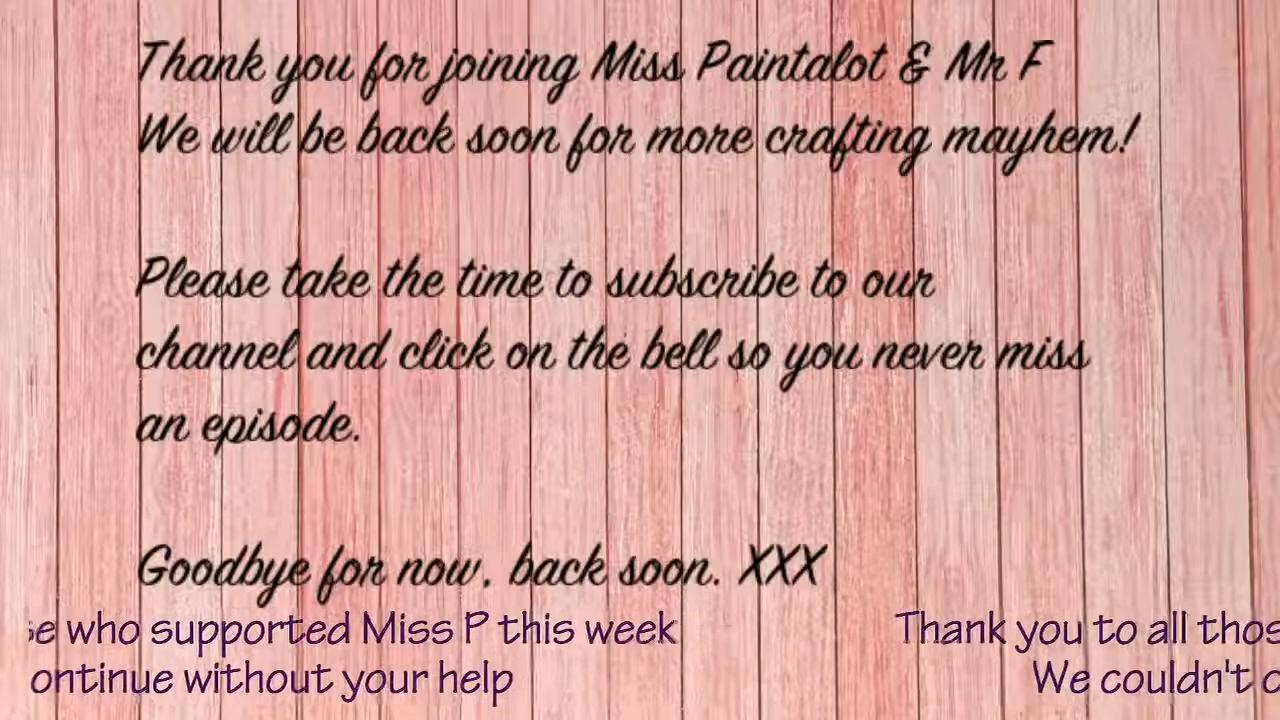 Thank you for joining Miss Paintalot & Mr F
We will be back soon for more crafting mayhem!
Please take the time to subscribe to our
channel and click on the bell so you never miss
an episode.
Goodbye for now, back soon. XXX
se who supported Miss P this week
Thank you to all thos
ontinue without your help
We couldn't c